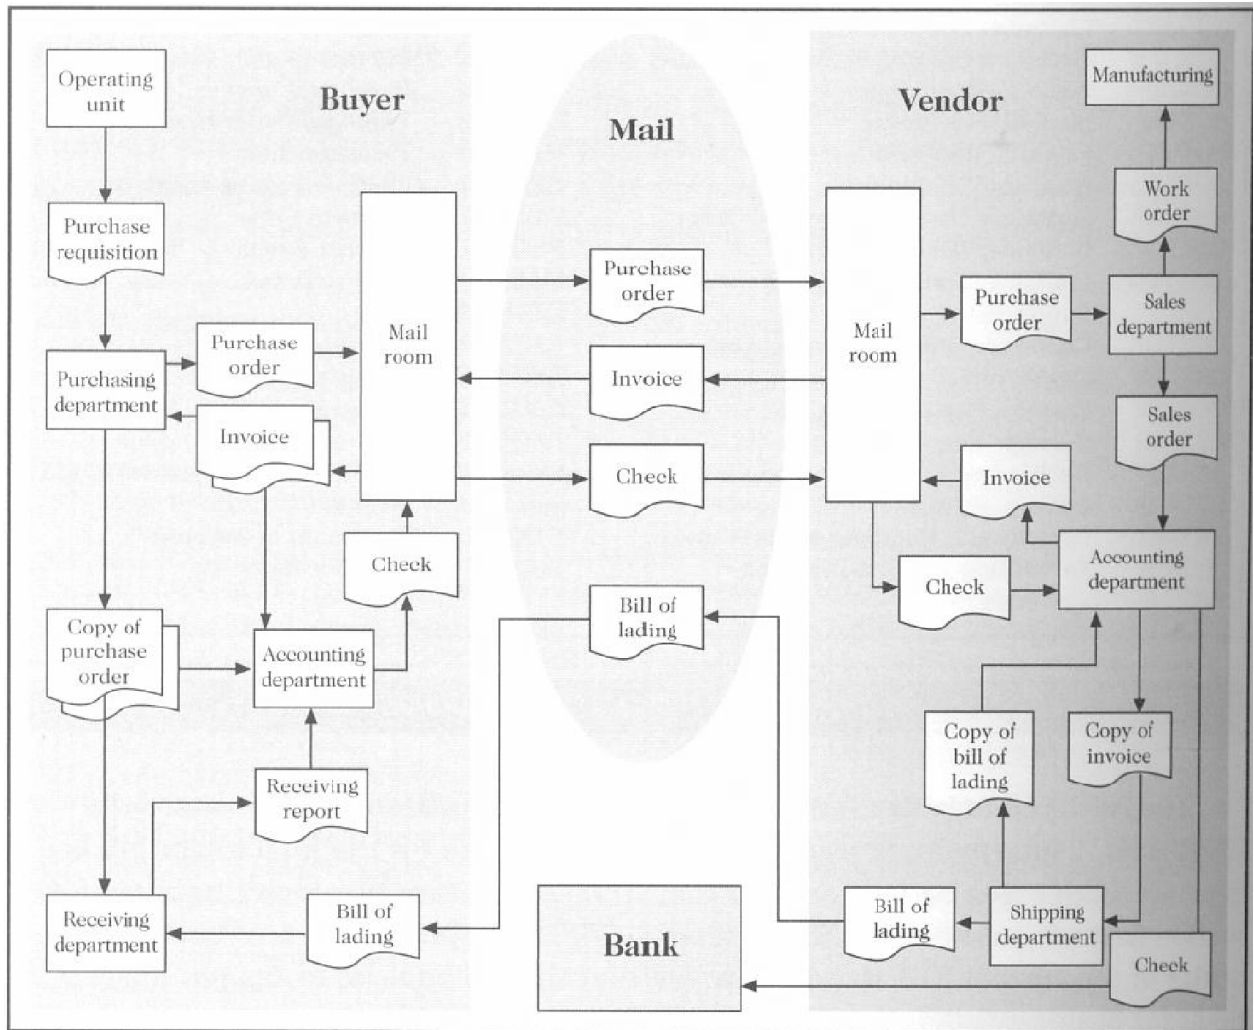 Operating
unit
Buyer
Mail
Vendor
Manufacturing
Purchase
requisition
Work
order
Purchase
order
Mail
room
Purchase
order
Invoice
Check
Mail
room
Purchase
order
Sales
department
Purchasing
department
Invoice
Sales
order
Invoice
Check
Accounting
department
Check
Copy of
purchase
order
Accounting
department
Bill of
lading
Receiving
report
Copy of
bill of
lading
Copy of
invoice
Receiving
department
Bill of
lading
Bank
Bill of
lading
Shipping
department
Check